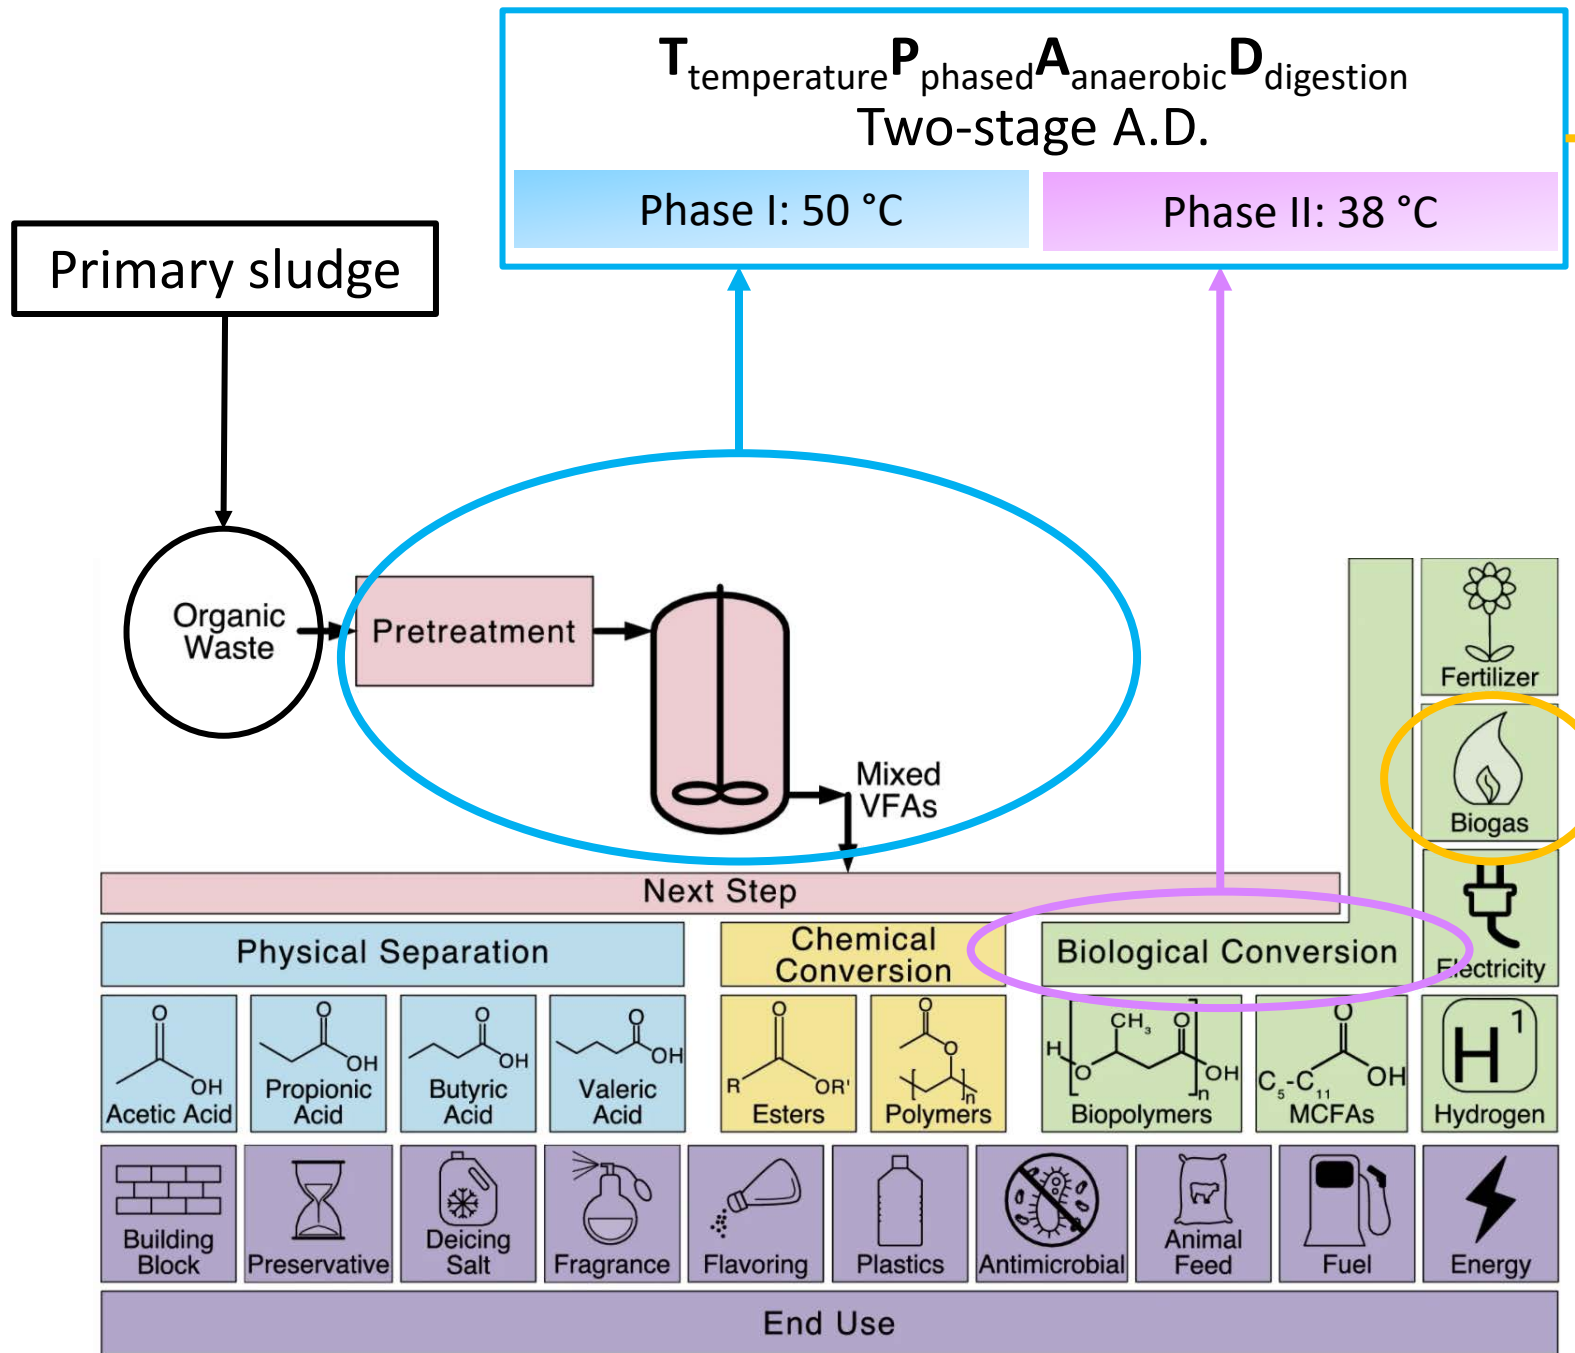 TtemperaturePphasedAanaerobicDdigestion
Two-stage A.D.
Phase I: 50 °C
Phase II: 38 °C
Primary sludge
Organic
Waste
Pretreatment
Mixed
VFAs
Fertilizer
Biogas
Electricity
Next Step
Physical Separation
Chemical
Conversion
Biological Conversion
O
OH
Acetic Acid
O
OH
Propionic
Acid
O
OH
Butyric
Acid
O
OH
Valeric
Acid
O
R
OR'
Esters
O
O
n
Polymers
CH₃
O
H
O
OH
n
Biopolymers
O
OH
C₅-C₁₁
MCFAs
H
1
Hydrogen
Building
Block
Preservative
Deicing
Salt
Fragrance
Flavoring
Plastics
Antimicrobial
Animal
Feed
Fuel
Energy
End Use